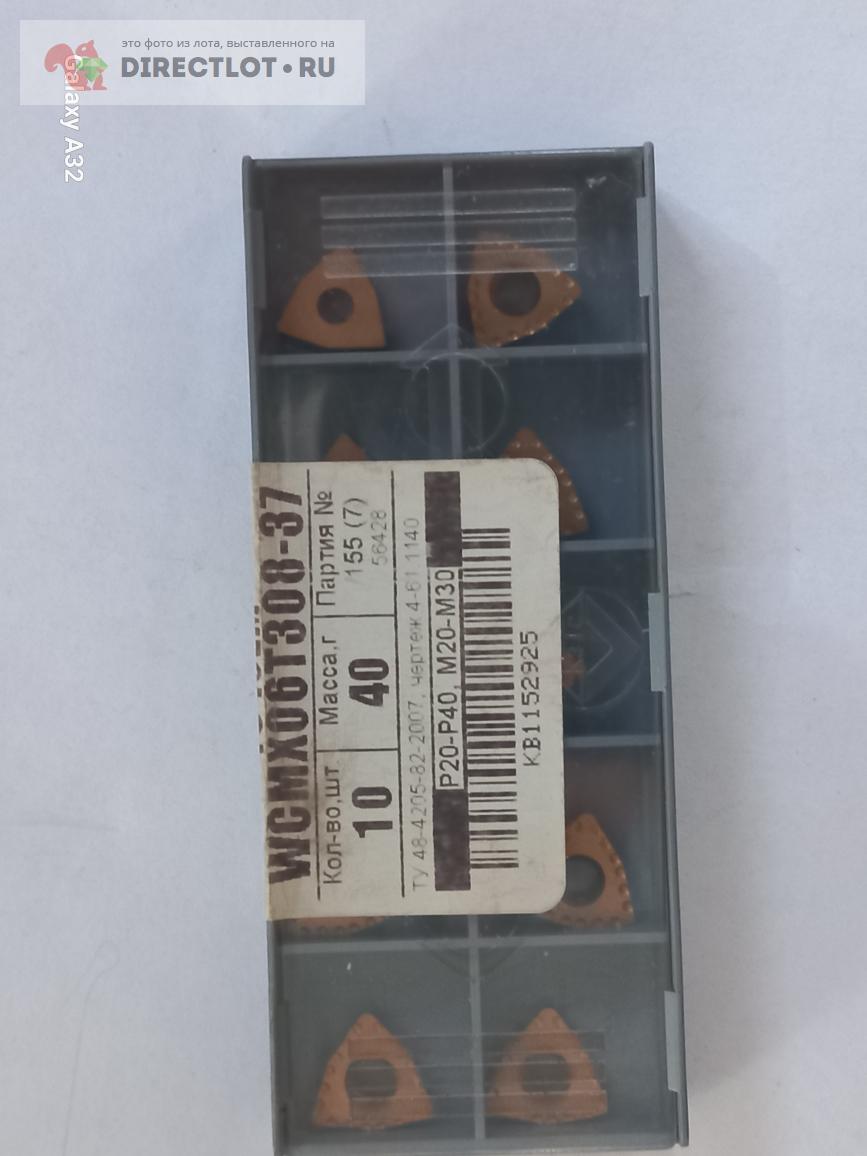 это фото из лота, выставленного на
DIRECTLOT.RU
Galaxy A32
WCMX06T308-37
Кол-во,шт Масса,г Партия №
10 40 155 (7)
56428
ТУ 48-4205-82-2007, чертеж 4-61 1140
P20-P40, M20-M30
KB1152925